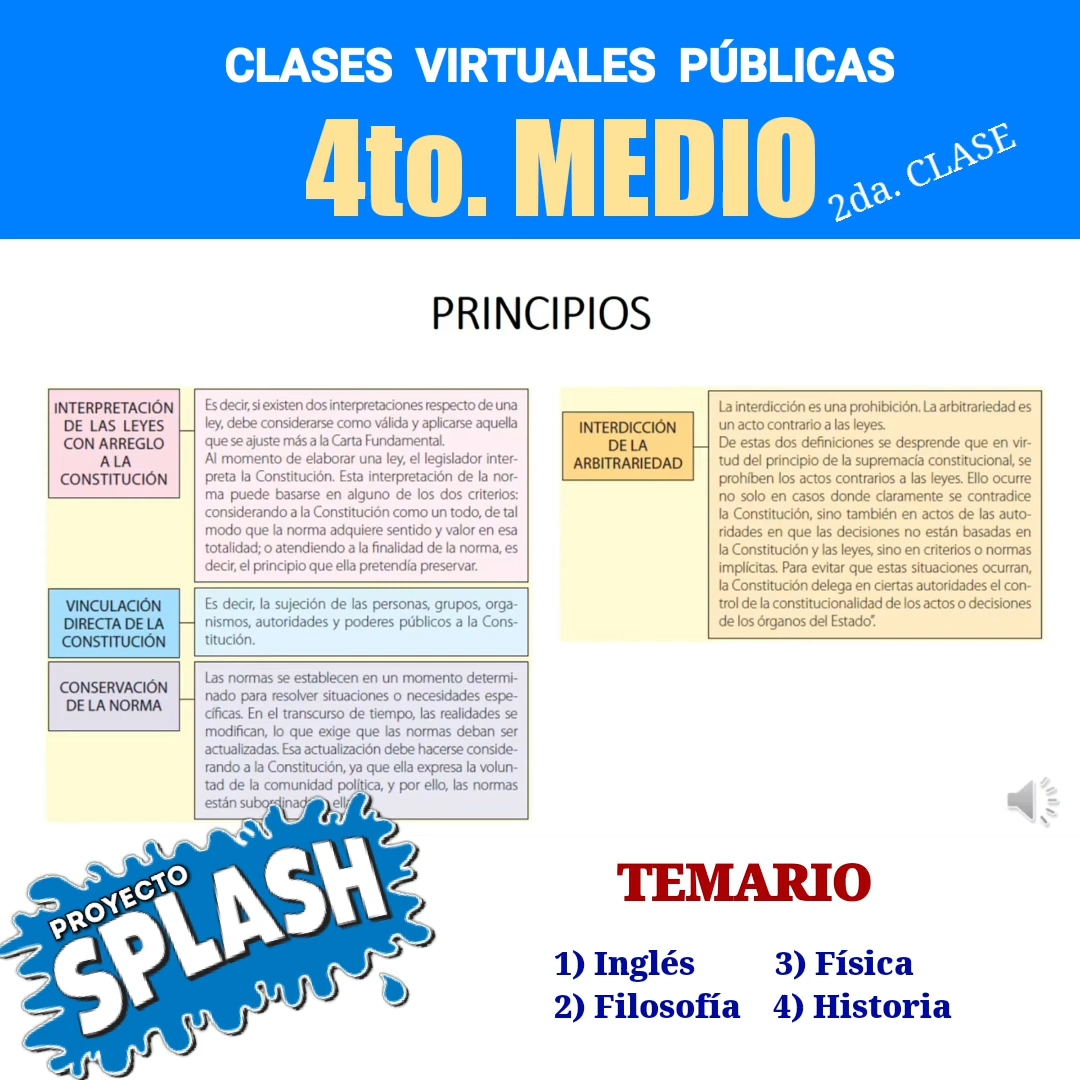 CLASES VIRTUALES PÚBLICAS
4to. MEDIO
2da. CLASE
PRINCIPIOS
INTERPRETACIÓN
DE LAS LEYES
CON ARREGLO
A LA
CONSTITUCIÓN
Es decir, si existen dos interpretaciones respecto de una
ley, debe considerarse como válida y aplicarse aquella
que se ajuste más a la Carta Fundamental.
Al momento de elaborar una ley, el legislador inter-
preta la Constitución. Esta interpretación de la nor-
ma puede basarse en alguno de los dos criterios:
considerando a la Constitución como un todo, de tal
modo que la norma adquiere sentido y valor en esa
totalidad; o atendiendo a la finalidad de la norma, es
decir, el principio que ella pretendía preservar.
VINCULACIÓN
DIRECTA DE LA
CONSTITUCIÓN
Es decir, la sujeción de las personas, grupos, orga-
nismos, autoridades y poderes públicos a la Cons-
titución.
CONSERVACIÓN
DE LA NORMA
Las normas se establecen en un momento determi-
nado para resolver situaciones o necesidades espe-
cíficas. En el transcurso de tiempo, las realidades se
modifican, lo que exige que las normas deban ser
actualizadas. Esa actualización debe hacerse conside-
rando a la Constitución, ya que ella expresa la volun-
tad de la comunidad política, y por ello, las normas
están
INTERDICCIÓN
DE LA
ARBITRARIEDAD
La interdicción es una prohibición. La arbitrariedad es
un acto contrario a las leyes.
De estas dos definiciones se desprende que en vir-
tud del principio de la supremacía constitucional, se
prohíben los actos contrarios a las leyes. Ello ocurre
no solo en casos donde claramente se contradice
la Constitución, sino también en actos de las auto-
ridades en que las decisiones no están basadas en
la Constitución y las leyes, sino en criterios o normas
implícitas. Para evitar que estas situaciones ocurran,
la Constitución delega en ciertas autoridades el con-
trol de la constitucionalidad de los actos o decisiones
de los órganos del Estado".
PROYECTO
SPLASH
TEMARIO
1) Inglés 3) Física
2) Filosofía 4) Historia